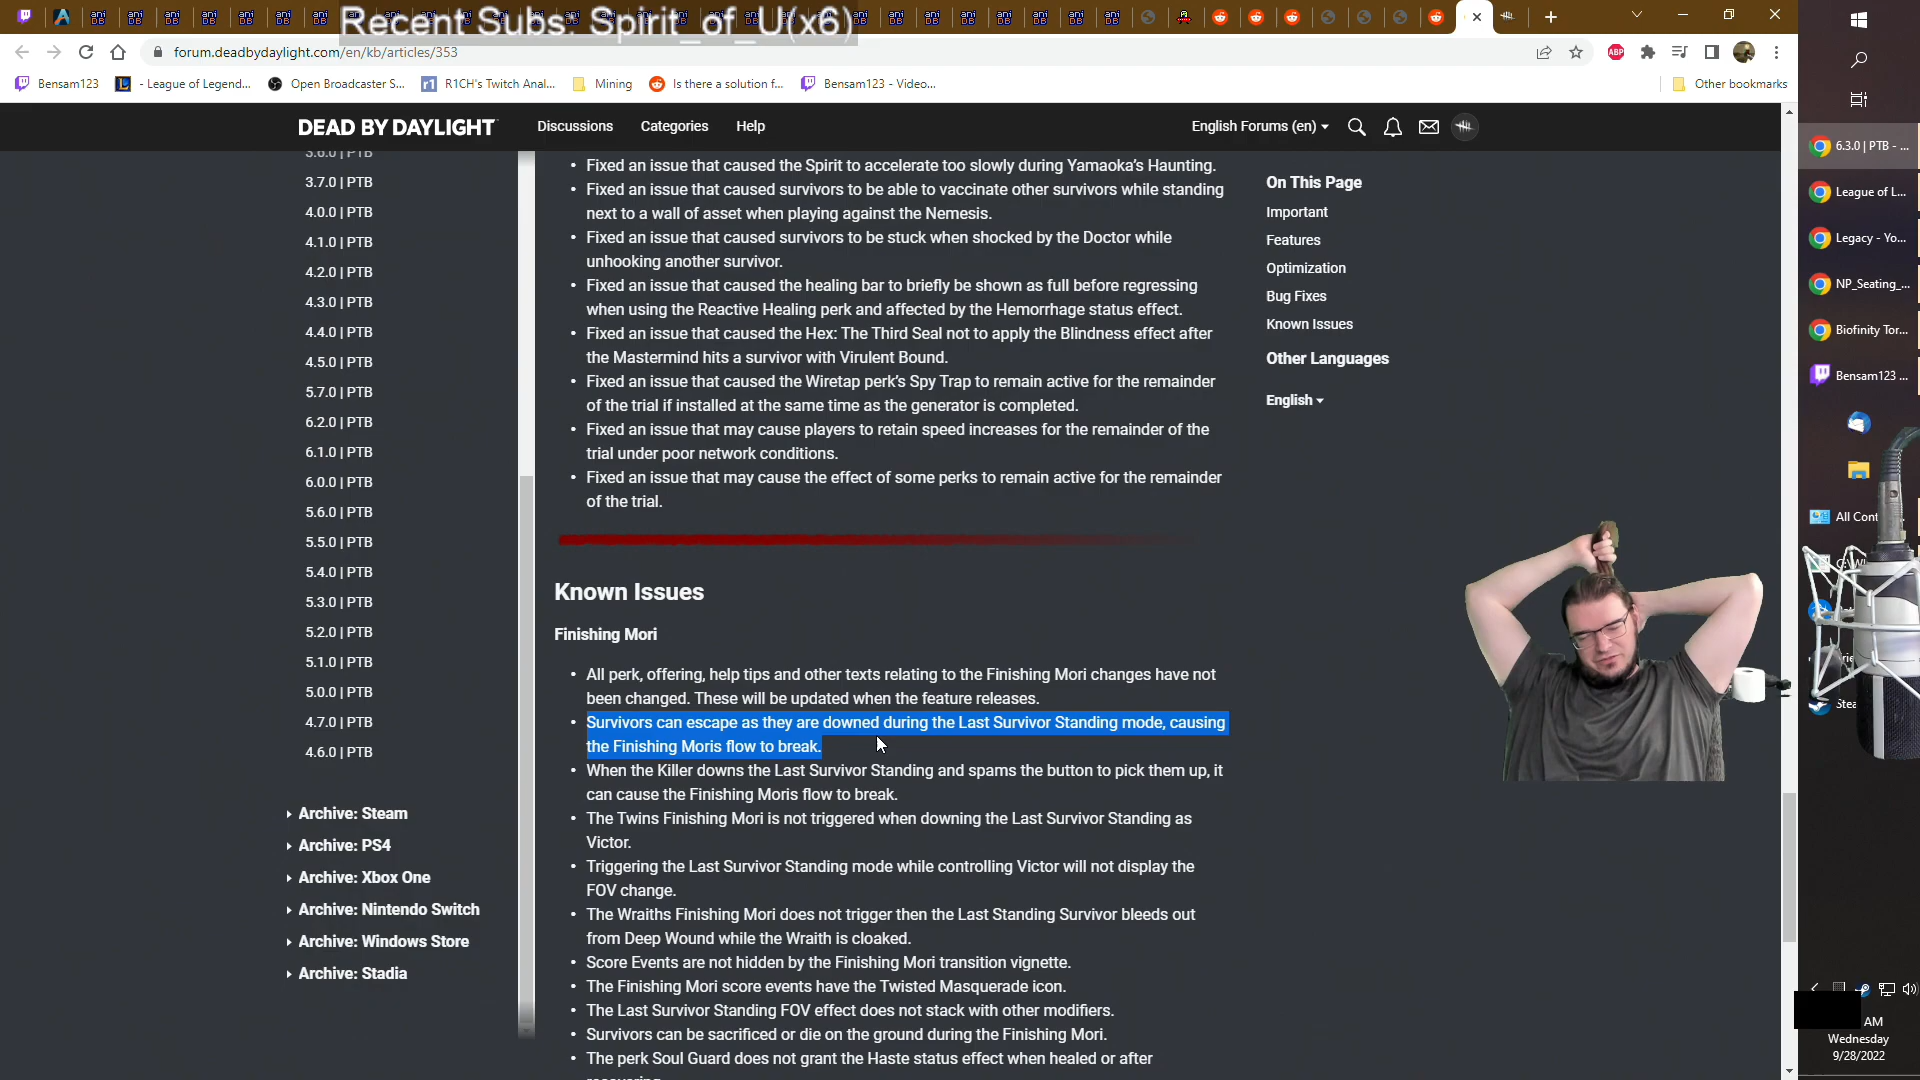 Recent Subs: Spirit_of_U(x6)
forum.deadbydaylight.com/en/kb/articles/353
Bensam123
- League of Legend...
Open Broadcaster S...
R1CH's Twitch Anal...
Mining
Is there a solution f...
Bensam123 - Video...
Other bookmarks
DEAD BY DAYLIGHT
Discussions
Categories
Help
English Forums (en)
3.6.0 | PTB
3.7.0 | PTB
4.0.0 | PTB
4.1.0 | PTB
4.2.0 | PTB
4.3.0 | PTB
4.4.0 | PTB
4.5.0 | PTB
5.7.0 | PTB
6.2.0 | PTB
6.1.0 | PTB
6.0.0 | PTB
5.6.0 | PTB
5.5.0 | PTB
5.4.0 | PTB
5.3.0 | PTB
5.2.0 | PTB
5.1.0 | PTB
5.0.0 | PTB
4.7.0 | PTB
4.6.0 | PTB
Archive: Steam
Archive: PS4
Archive: Xbox One
Archive: Nintendo Switch
Archive: Windows Store
Archive: Stadia
• Fixed an issue that caused the Spirit to accelerate too slowly during Yamaoka's Haunting.
• Fixed an issue that caused survivors to be able to vaccinate other survivors while standing
next to a wall of asset when playing against the Nemesis.
• Fixed an issue that caused survivors to be stuck when shocked by the Doctor while
unhooking another survivor.
• Fixed an issue that caused the healing bar to briefly be shown as full before regressing
when using the Reactive Healing perk and affected by the Hemorrhage status effect.
• Fixed an issue that caused the Hex: The Third Seal not to apply the Blindness effect after
the Mastermind hits a survivor with Virulent Bound.
• Fixed an issue that caused the Wiretap perk's Spy Trap to remain active for the remainder
of the trial if installed at the same time as the generator is completed.
• Fixed an issue that may cause players to retain speed increases for the remainder of the
trial under poor network conditions.
• Fixed an issue that may cause the effect of some perks to remain active for the remainder
of the trial.
Known Issues
Finishing Mori
• All perk, offering, help tips and other texts relating to the Finishing Mori changes have not
been changed. These will be updated when the feature releases.
• Survivors can escape as they are downed during the Last Survivor Standing mode, causing
the Finishing Moris flow to break.
• When the Killer downs the Last Survivor Standing and spams the button to pick them up, it
can cause the Finishing Moris flow to break.
• The Twins Finishing Mori is not triggered when downing the Last Survivor Standing as
Victor.
• Triggering the Last Survivor Standing mode while controlling Victor will not display the
FOV change.
• The Wraiths Finishing Mori does not trigger then the Last Standing Survivor bleeds out
from Deep Wound while the Wraith is cloaked.
• Score Events are not hidden by the Finishing Mori transition vignette.
• The Finishing Mori score events have the Twisted Masquerade icon.
• The Last Survivor Standing FOV effect does not stack with other modifiers.
• Survivors can be sacrificed or die on the ground during the Finishing Mori.
• The perk Soul Guard does not grant the Haste status effect when healed or after
On This Page
Important
Features
Optimization
Bug Fixes
Known Issues
Other Languages
English
6.3.0 | PTB - ...
League of L...
Legacy - Yo...
NP_Seating_...
Biofinity Tor...
Bensam123 ...
All Cont
Stea
AM
Wednesday
9/28/2022